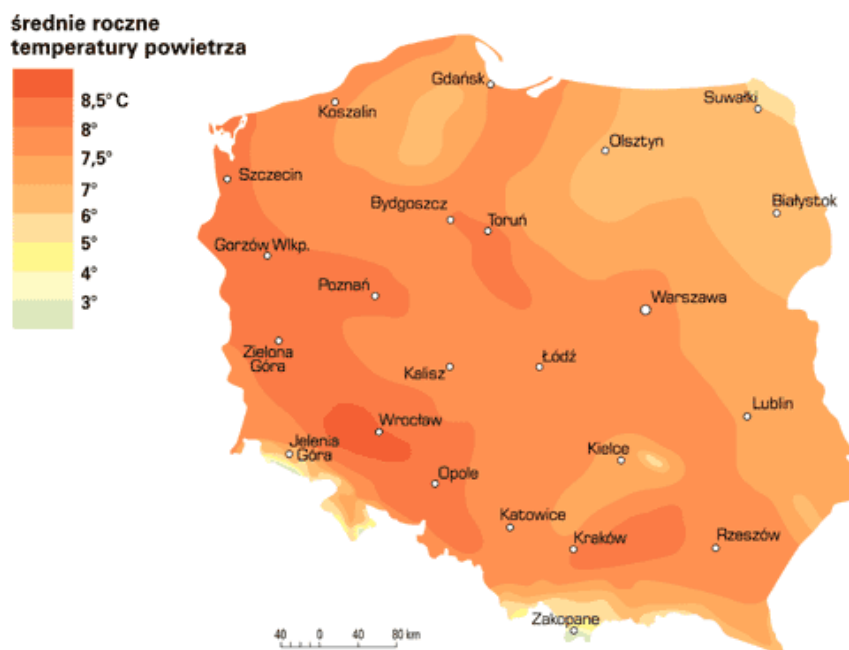 średnie roczne
temperatury powietrza
8,5° C
8°
7,5°
7°
6°
5°
4°
3°
Gdańsk
Koszalin
Suwałki
Olsztyn
Szczecin
Białystok
Bydgoszcz
Toruń
Gorzów Wlkp.
Poznań
Warszawa
Zielona
Góra
Kalisz
Łódź
Lublin
Wrocław
Jelenia
Góra
Kielce
Opole
Katowice
Kraków
Rzeszów
Zakopane
40 0 40 80 km